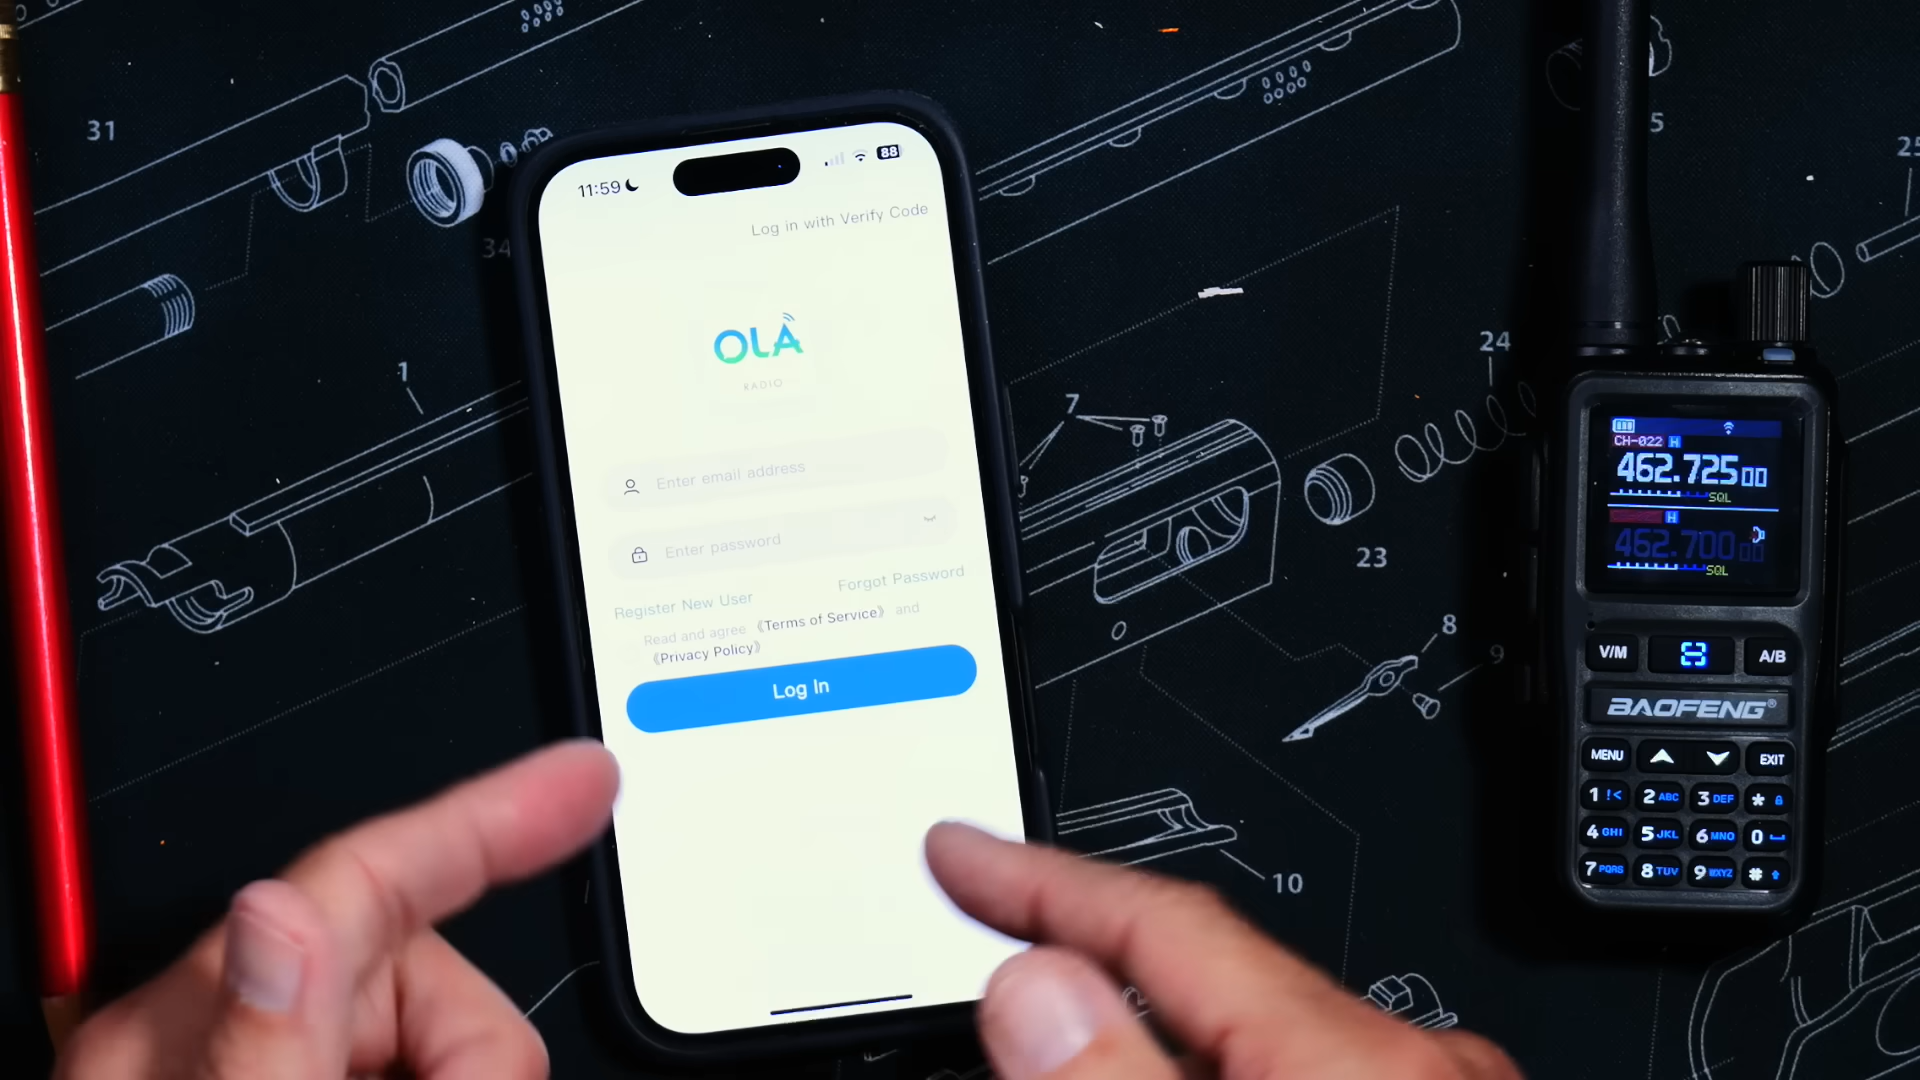 31
34
1
7
5
25
24
23
8
9
10
11:59
88
Log in with Verify Code
OLA
RADIO
Enter email address
Enter password
Register New User
Forgot Password
Read and agree 《Terms of Service》 and
《Privacy Policy》
Log In
CH-022 H
462.72500
SQL
H
462.70000
SQL
V/M
A/B
BAOFENG®
MENU
EXIT
1 !<
2 ABC
3 DEF
*
4 GHI
5 JKL
6 MNO
0
7 PQRS
8 TUV
9 WXYZ
#